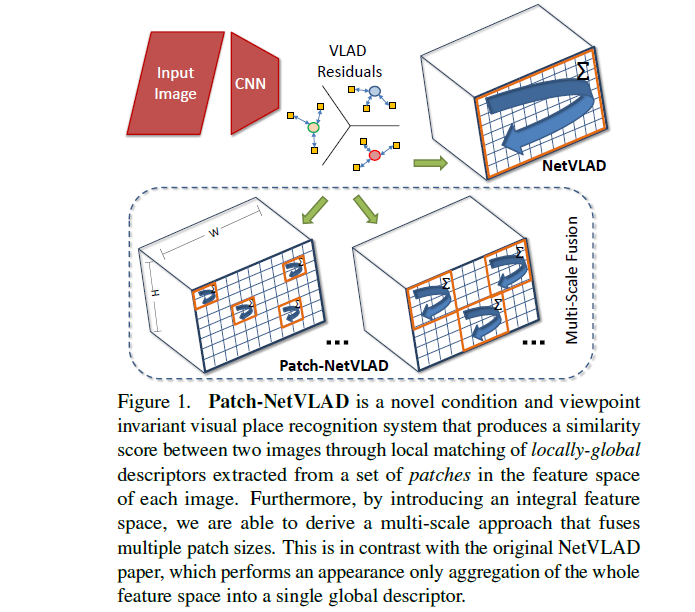 Input
Image
CNN
VLAD
Residuals
Σ
NetVLAD
W
H
Σ
Σ
Σ
Σ
...
Σ
Σ
Σ
...
Patch-NetVLAD
Multi-Scale Fusion
Figure 1. Patch-NetVLAD is a novel condition and viewpoint
invariant visual place recognition system that produces a similarity
score between two images through local matching of locally-global
descriptors extracted from a set of patches in the feature space
of each image. Furthermore, by introducing an integral feature
space, we are able to derive a multi-scale approach that fuses
multiple patch sizes. This is in contrast with the original NetVLAD
paper, which performs an appearance only aggregation of the whole
feature space into a single global descriptor.